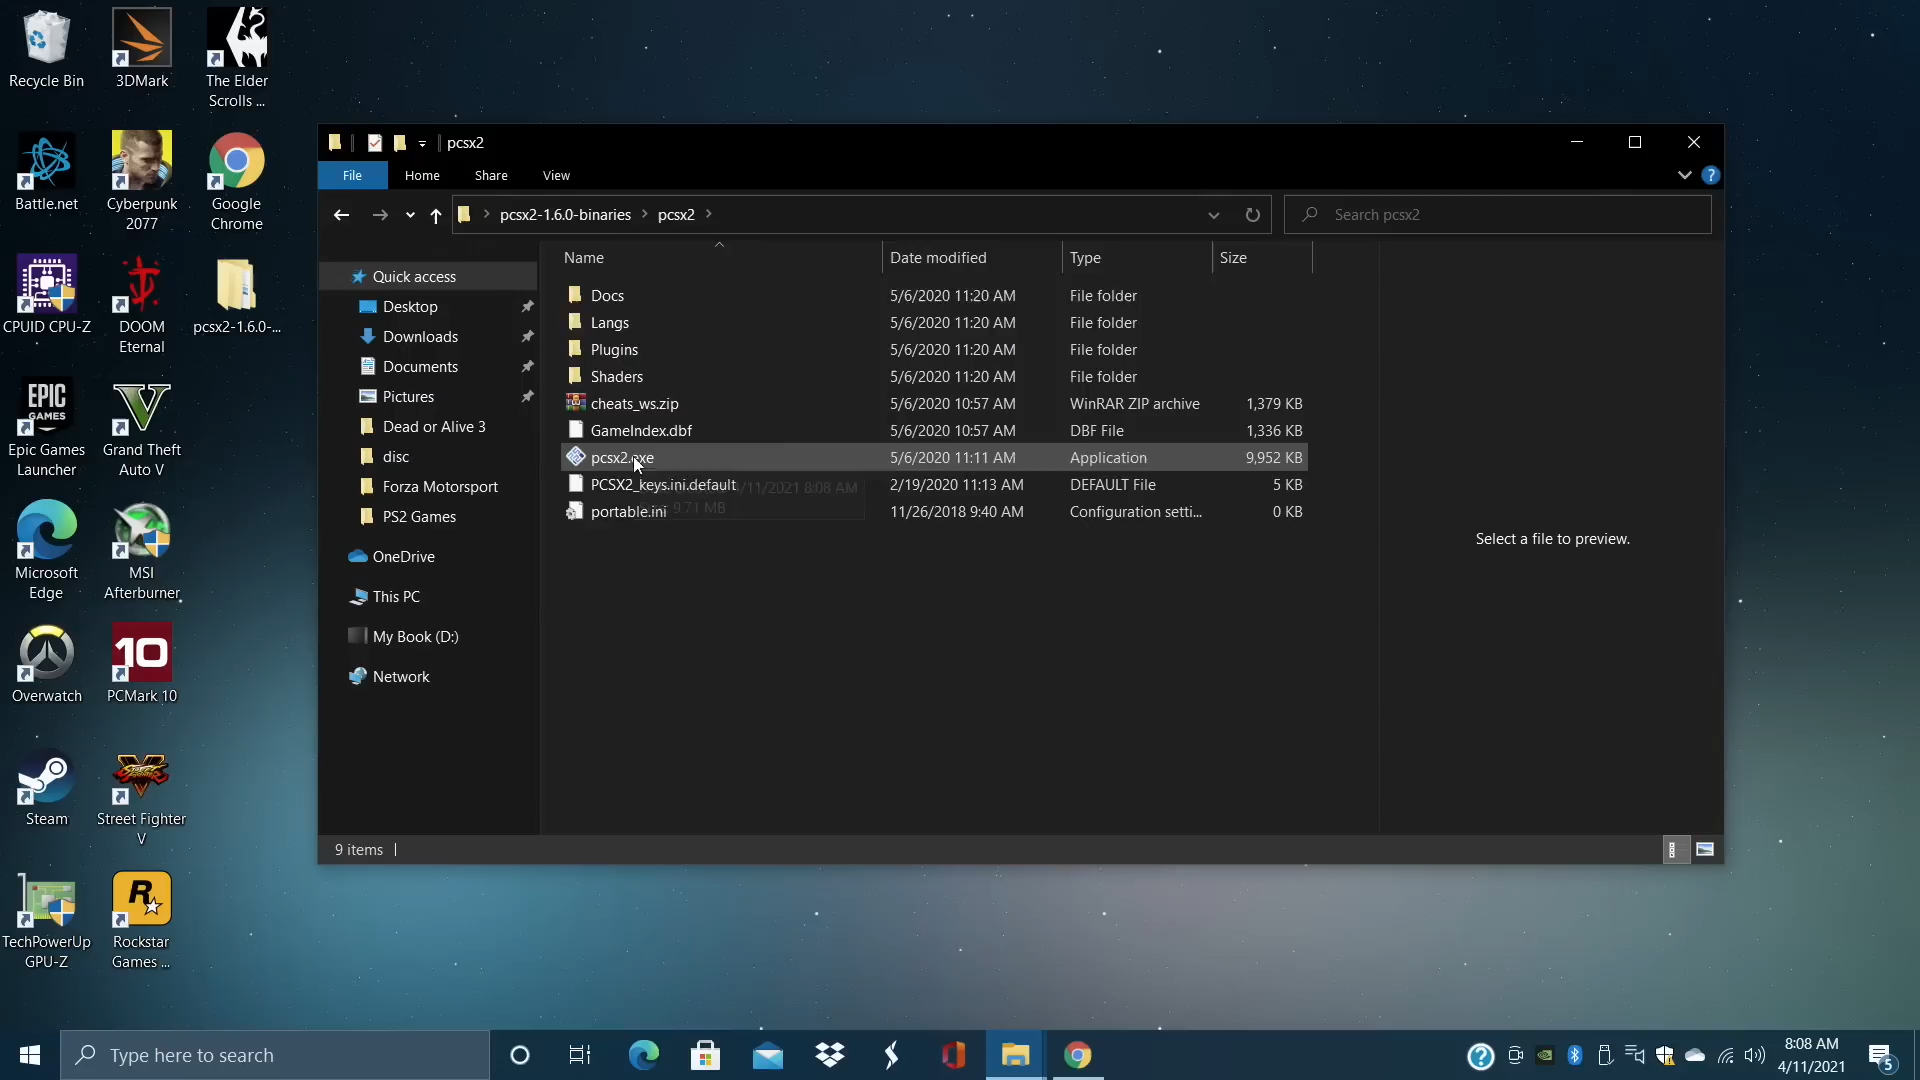 Recycle Bin
3DMark
The Elder
Scrolls ...
Battle.net
Cyberpunk
2077
Google
Chrome
CPUID CPU-Z
DOOM
Eternal
pcsx2-1.6.0-...
EPIC
GAMES
Epic Games
Launcher
Grand Theft
Auto V
Microsoft
Edge
MSI
Afterburner
Overwatch
10
PCMark 10
Steam
Street Fighter
V
TechPowerUp
GPU-Z
Rockstar
Games ...
pcsx2
File
Home
Share
View
pcsx2-1.6.0-binaries
pcsx2
Search pcsx2
Quick access
Desktop
Downloads
Documents
Pictures
Dead or Alive 3
disc
Forza Motorsport
PS2 Games
OneDrive
This PC
My Book (D:)
Network
Name Date modified Type Size
Docs 5/6/2020 11:20 AM File folder
Langs 5/6/2020 11:20 AM File folder
Plugins 5/6/2020 11:20 AM File folder
Shaders 5/6/2020 11:20 AM File folder
cheats_ws.zip 5/6/2020 10:57 AM WinRAR ZIP archive 1,379 KB
GameIndex.dbf 5/6/2020 10:57 AM DBF File 1,336 KB
pcsx2.exe 5/6/2020 11:11 AM Application 9,952 KB
PCSX2_keys.ini.default 2/19/2020 11:13 AM DEFAULT File 5 KB
/11/2021 8:08 AM
portable.ini 11/26/2018 9:40 AM Configuration setti... 0 KB
9.71 MB
Select a file to preview.
9 items
Type here to search
8:08 AM
4/11/2021
5